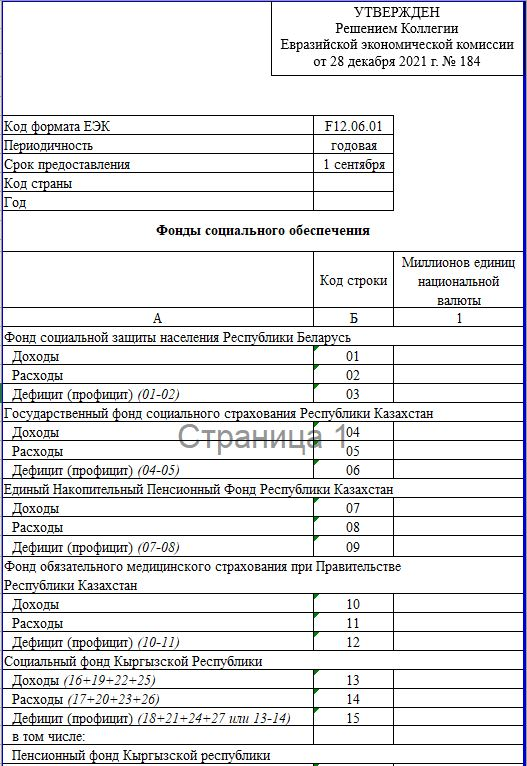 УТВЕРЖДЕН
Решением Коллегии
Евразийской экономической комиссии
от 28 декабря 2021 г. № 184
Код формата ЕЭК F12.06.01
Периодичность годовая
Срок предоставления 1 сентября
Код страны
Год
Фонды социального обеспечения
Код строки
Миллионов единиц
национальной
валюты
А Б 1
Фонд социальной защиты населения Республики Беларусь
Доходы 01
Расходы 02
Дефицит (профицит) (01-02) 03
Государственный фонд социального страхования Республики Казахстан
Доходы 04
Страница 1
Расходы 05
Дефицит (профицит) (04-05) 06
Единый Накопительный Пенсионный Фонд Республики Казахстан
Доходы 07
Расходы 08
Дефицит (профицит) (07-08) 09
Фонд обязательного медицинского страхования при Правительстве
Республики Казахстан
Доходы 10
Расходы 11
Дефицит (профицит) (10-11) 12
Социальный фонд Кыргызской Республики
Доходы (16+19+22+25) 13
Расходы (17+20+23+26) 14
Дефицит (профицит) (18+21+24+27 или 13-14) 15
в том числе:
Пенсионный фонд Кыргызской республики